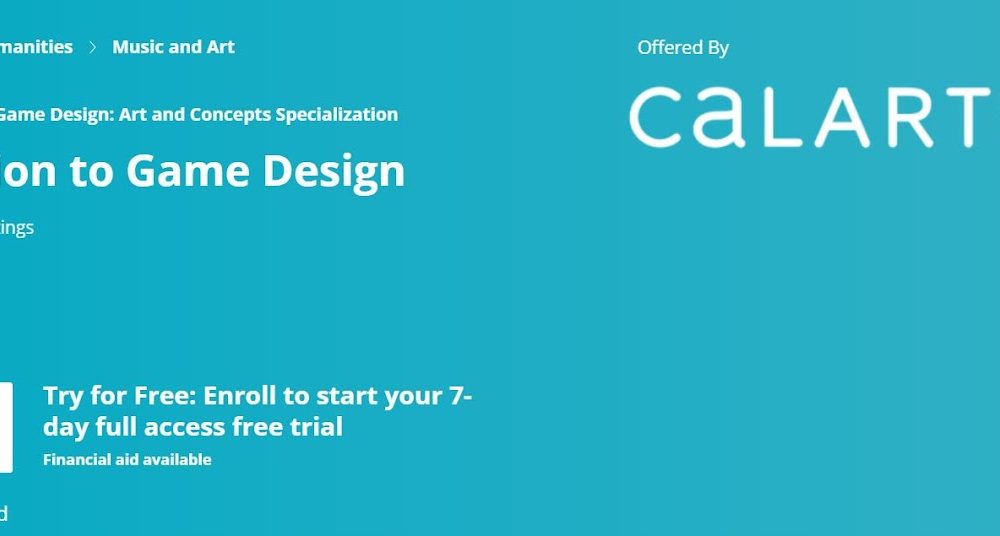 manities > Music and Art
Offered By
Game Design: Art and Concepts Specialization
CALART
ion to Game Design
ings
Try for Free: Enroll to start your 7-
day full access free trial
Financial aid available
d